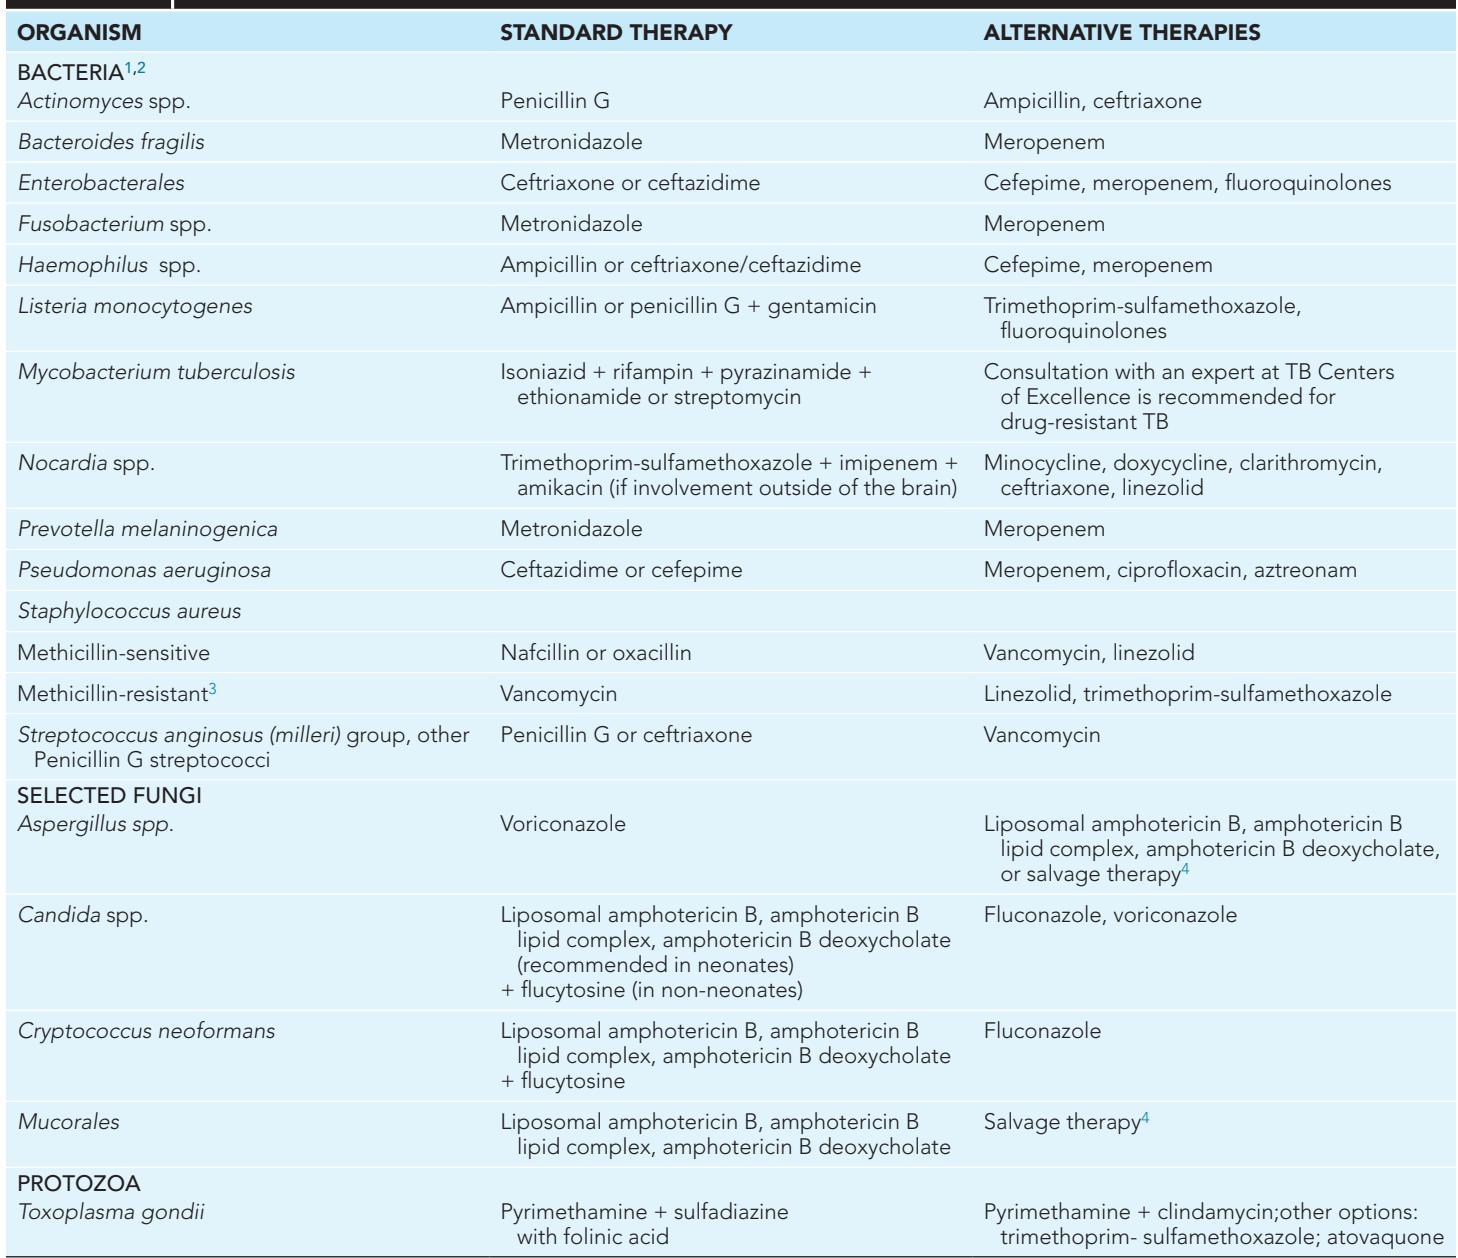 ORGANISM STANDARD THERAPY ALTERNATIVE THERAPIES
BACTERIA1,2
Actinomyces spp. Penicillin G Ampicillin, ceftriaxone
Bacteroides fragilis Metronidazole Meropenem
Enterobacterales Ceftriaxone or ceftazidime Cefepime, meropenem, fluoroquinolones
Fusobacterium spp. Metronidazole Meropenem
Haemophilus spp. Ampicillin or ceftriaxone/ceftazidime Cefepime, meropenem
Listeria monocytogenes Ampicillin or penicillin G + gentamicin Trimethoprim-sulfamethoxazole,
fluoroquinolones
Mycobacterium tuberculosis Isoniazid + rifampin + pyrazinamide + Consultation with an expert at TB Centers
ethionamide or streptomycin of Excellence is recommended for
drug-resistant TB
Nocardia spp. Trimethoprim-sulfamethoxazole + imipenem + Minocycline, doxycycline, clarithromycin,
amikacin (if involvement outside of the brain) ceftriaxone, linezolid
Prevotella melaninogenica Metronidazole Meropenem
Pseudomonas aeruginosa Ceftazidime or cefepime Meropenem, ciprofloxacin, aztreonam
Staphylococcus aureus
Methicillin-sensitive Nafcillin or oxacillin Vancomycin, linezolid
Methicillin-resistant3 Vancomycin Linezolid, trimethoprim-sulfamethoxazole
Streptococcus anginosus (milleri) group, other Penicillin G or ceftriaxone Vancomycin
Penicillin G streptococci
SELECTED FUNGI
Aspergillus spp. Voriconazole Liposomal amphotericin B, amphotericin B
lipid complex, amphotericin B deoxycholate,
or salvage therapy4
Candida spp. Liposomal amphotericin B, amphotericin B Fluconazole, voriconazole
lipid complex, amphotericin B deoxycholate
(recommended in neonates)
+ flucytosine (in non-neonates)
Cryptococcus neoformans Liposomal amphotericin B, amphotericin B Fluconazole
lipid complex, amphotericin B deoxycholate
+ flucytosine
Mucorales Liposomal amphotericin B, amphotericin B Salvage therapy4
lipid complex, amphotericin B deoxycholate
PROTOZOA
Toxoplasma gondii Pyrimethamine + sulfadiazine Pyrimethamine + clindamycin;other options:
with folinic acid trimethoprim- sulfamethoxazole; atovaquone